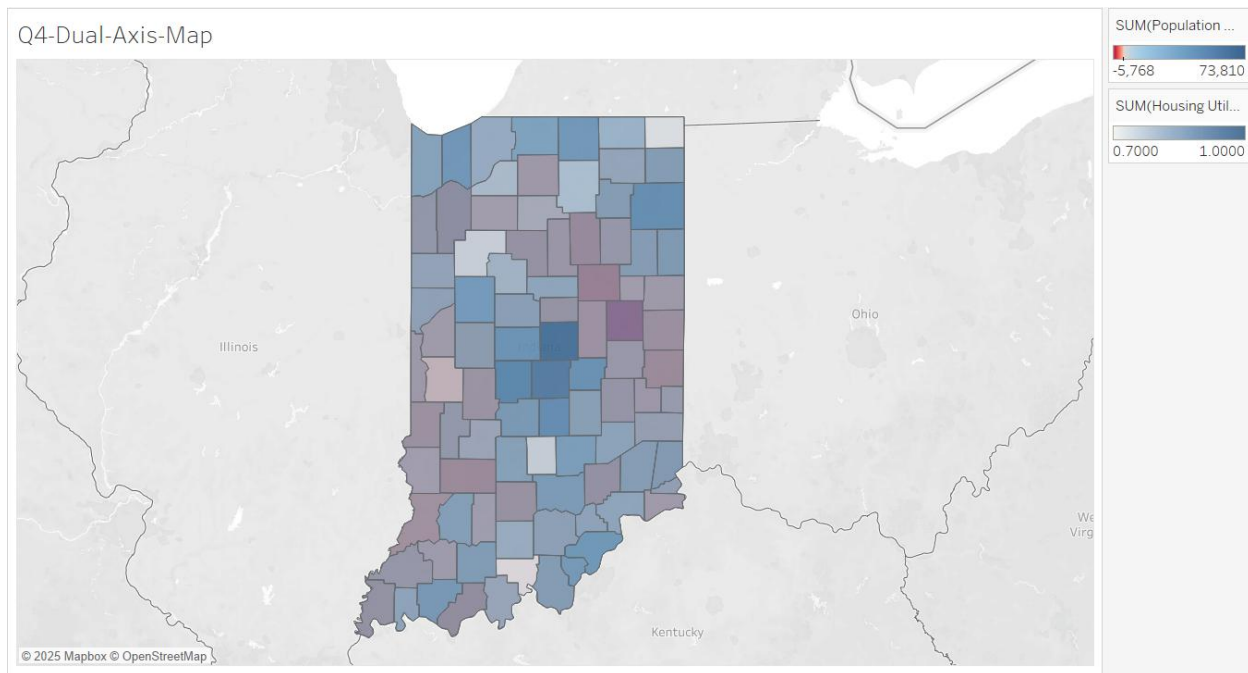 Q4-Dual-Axis-Map
SUM(Population ...
-5,768 73,810
SUM(Housing Util...
0.7000 1.0000
Illinois
Ohio
Kentucky
© 2025 Mapbox © OpenStreetMap